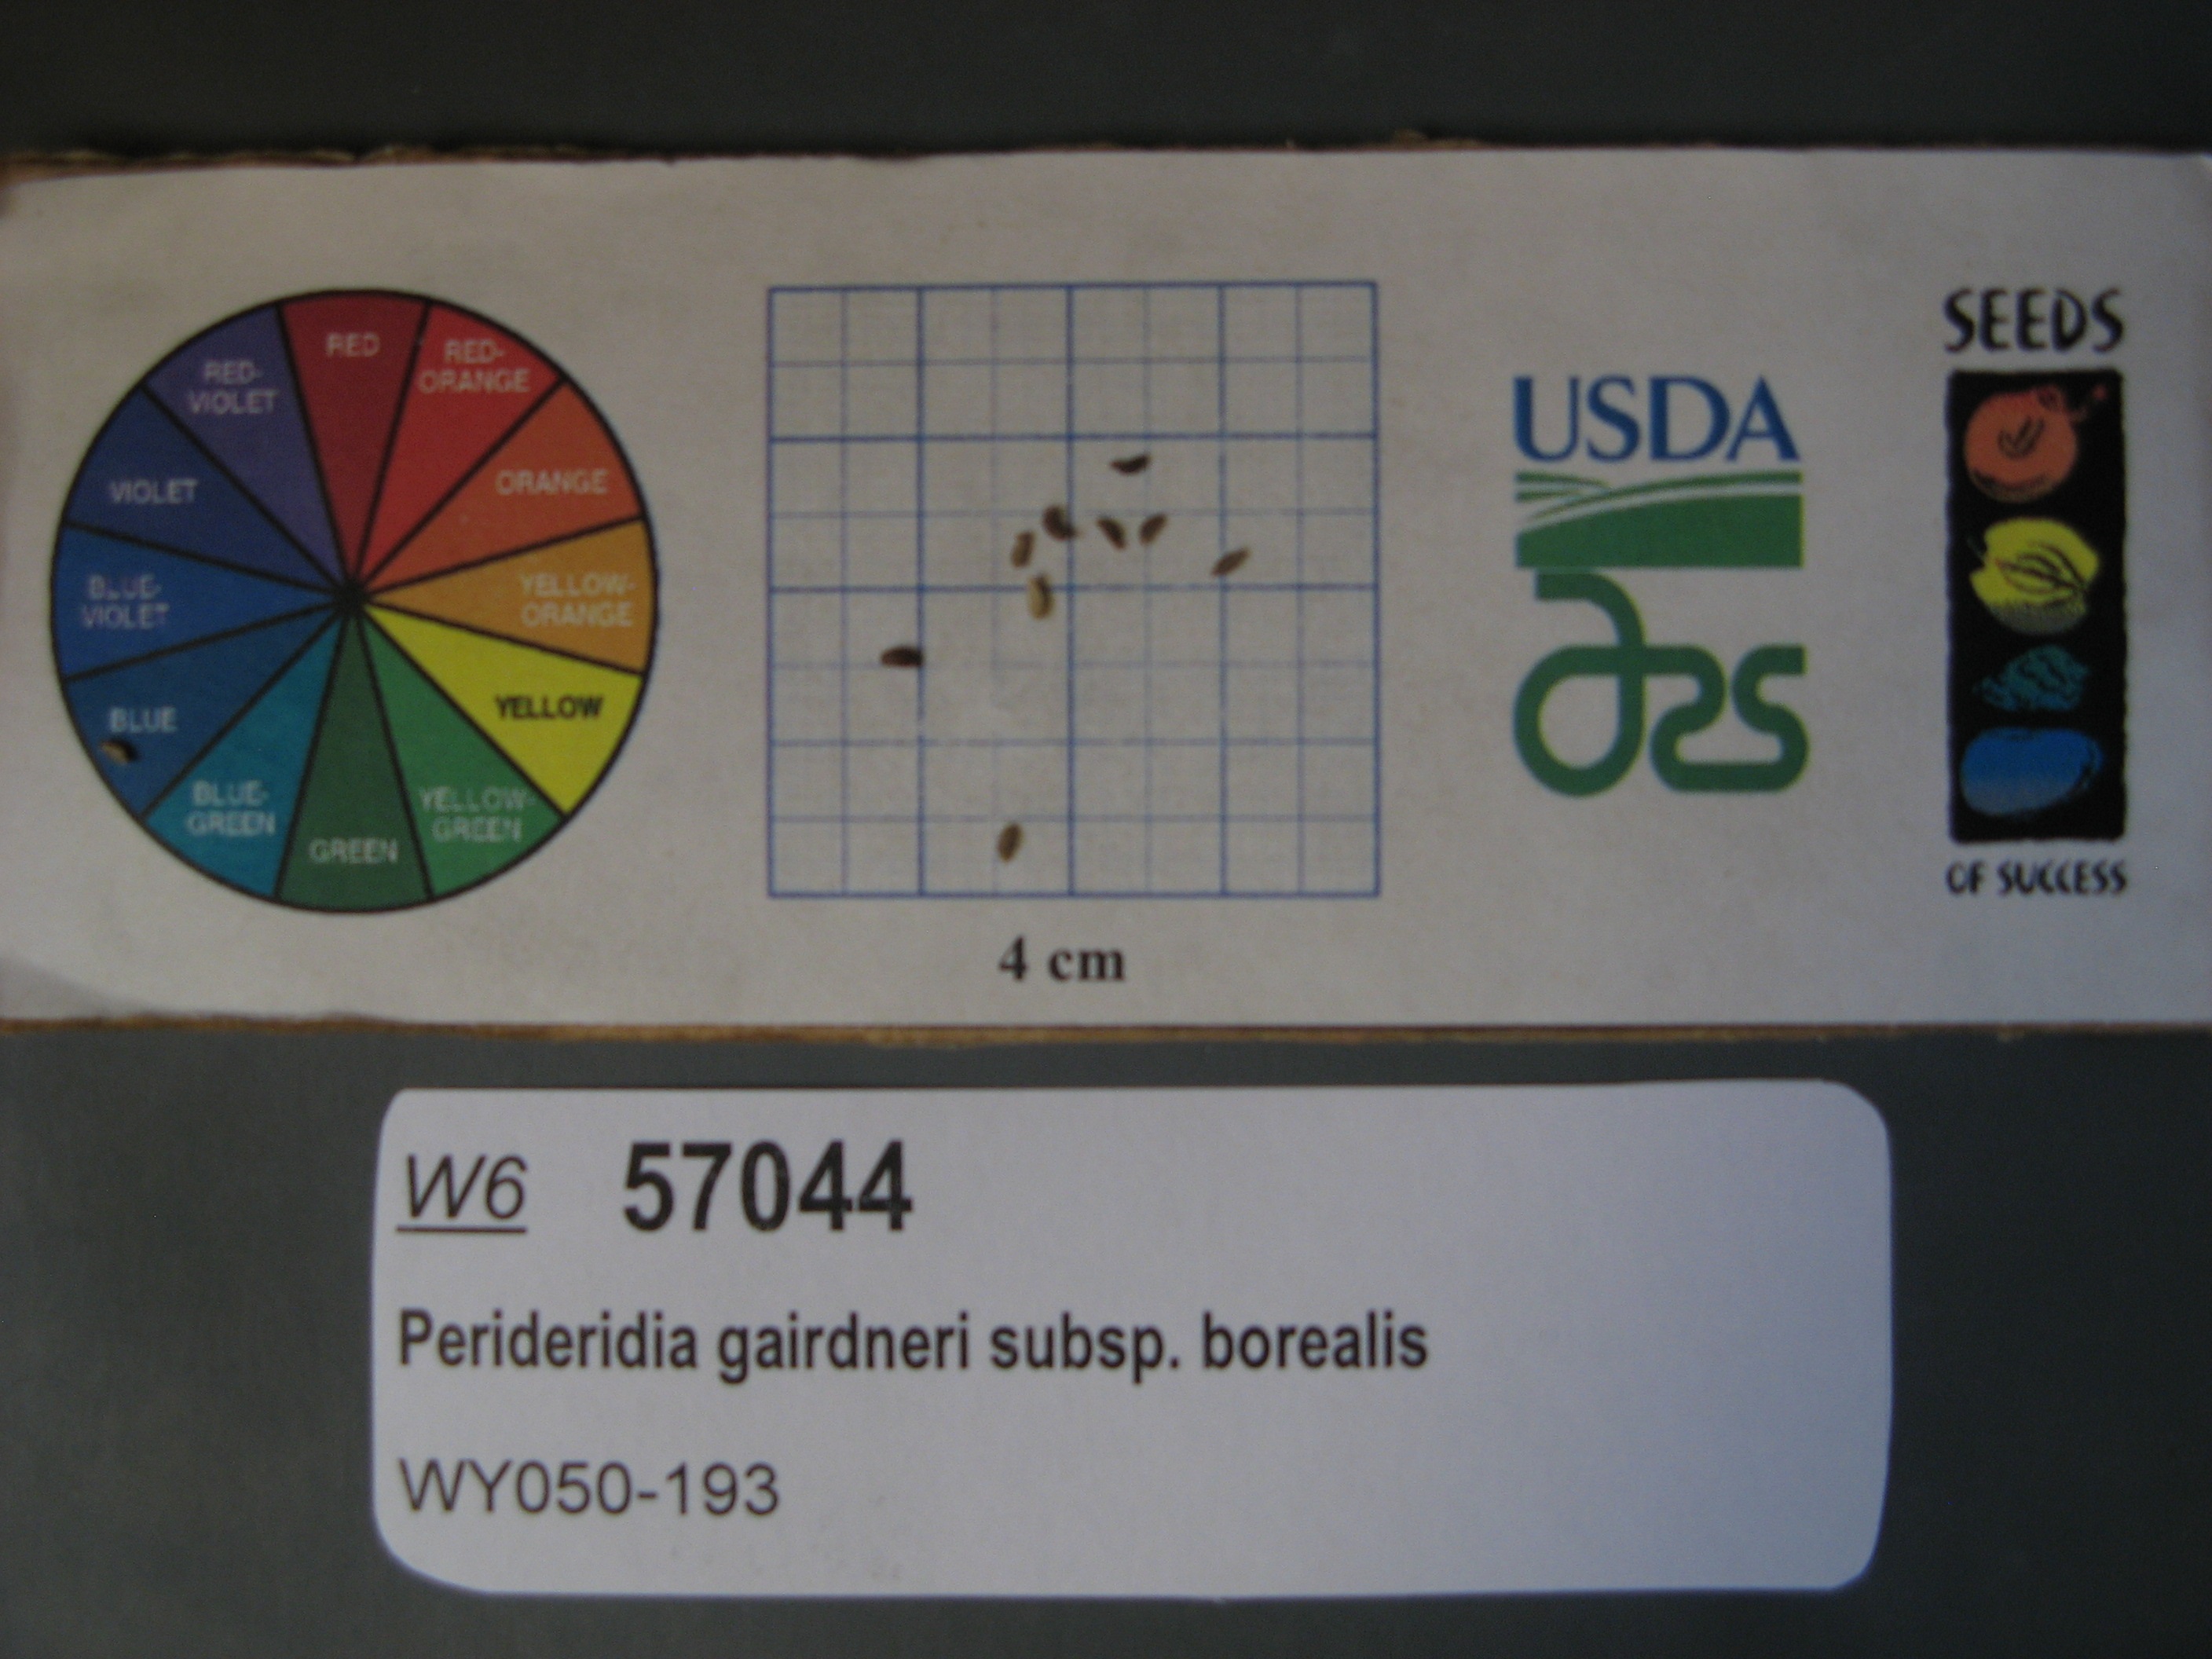 RED
RED-
ORANGE
ORANGE
YELLOW-
ORANGE
YELLOW
YELLOW-
GREEN
GREEN
BLUE-
GREEN
BLUE
BLUE-
VIOLET
VIOLET
RED-
VIOLET
4 cm
USDA
ars
SEEDS
OF SUCCESS
W6 57044
Perideridia gairdneri subsp. borealis
WY050-193